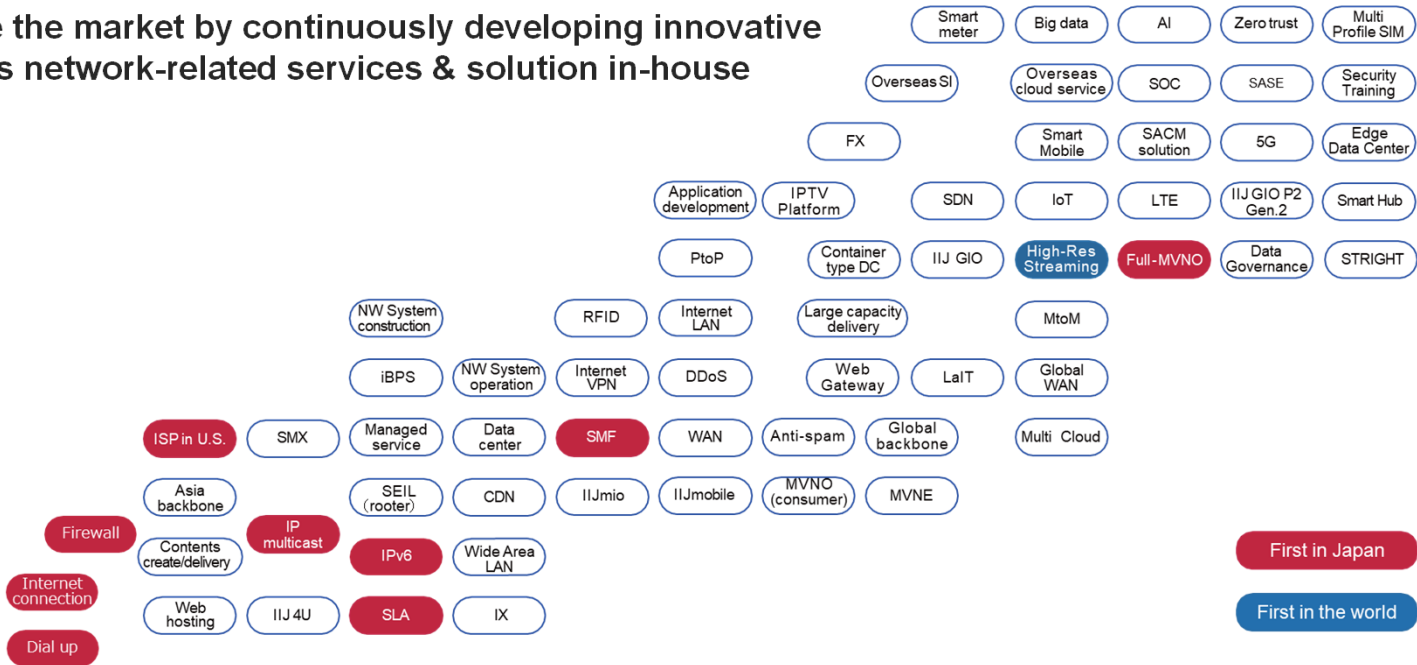 e the market by continuously developing innovative
s network-related services & solution in-house
Smart
meter
Big data
AI
Zero trust
Multi
Profile SIM
Overseas SI
Overseas
cloud service
SOC
SASE
Security
Training
FX
Smart
Mobile
SACM
solution
5G
Edge
Data Center
Application
development
IPTV
Platform
SDN
IoT
LTE
IIJ GIO P2
Gen.2
Smart Hub
PtoP
Container
type DC
IIJ GIO
High-Res
Streaming
Full-MVNO
Data
Governance
STRIGHT
NW System
construction
RFID
Internet
LAN
Large capacity
delivery
MtoM
iBPS
NW System
operation
Internet
VPN
DDoS
Web
Gateway
LaIT
Global
WAN
ISP in U.S.
SMX
Managed
service
Data
center
SMF
WAN
Anti-spam
Global
backbone
Multi Cloud
Asia
backbone
SEIL
（rooter）
CDN
IIJmio
IIJmobile
MVNO
(consumer)
MVNE
Firewall
IP
multicast
Contents
create/delivery
IPv6
Wide Area
LAN
First in Japan
Internet
connection
Web
hosting
IIJ 4U
SLA
IX
First in the world
Dial up